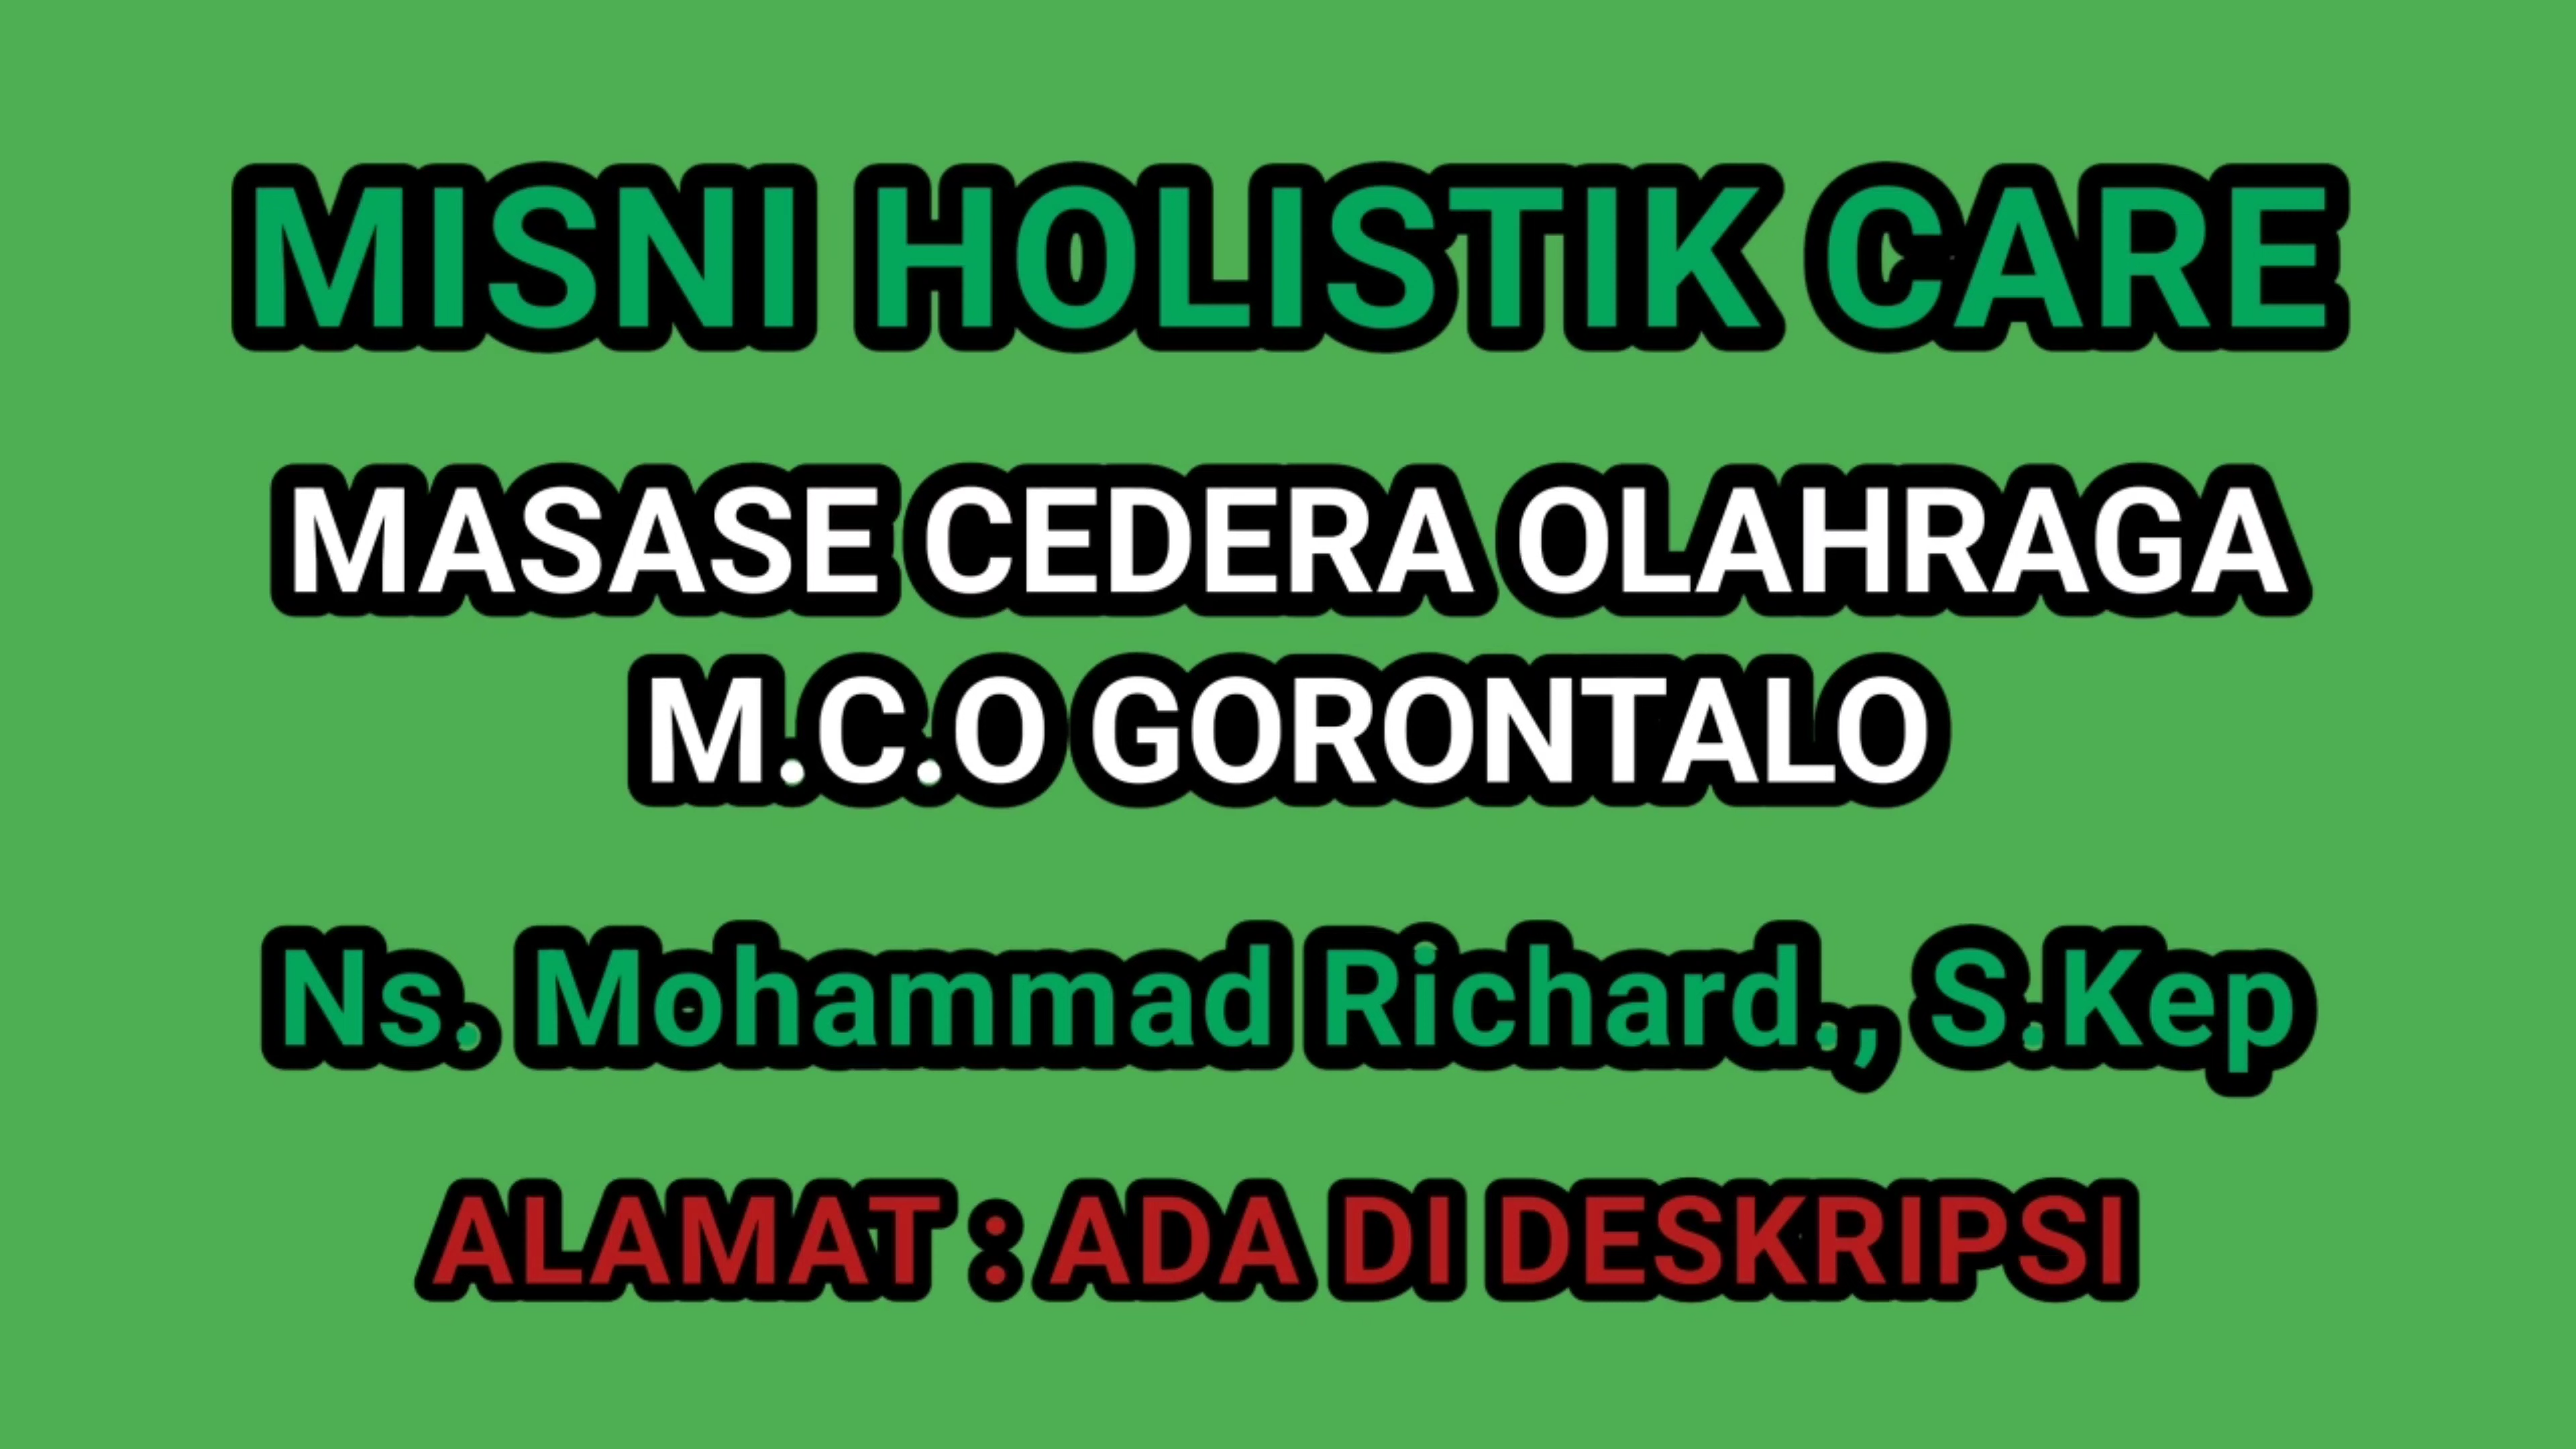 MISNI HOLISTIK CARE
MASASE CEDERA OLAHRAGA
M.C.O GORONTALO
Ns. Mohammad Richard., S.Kep
ALAMAT : ADA DI DESKRIPSI